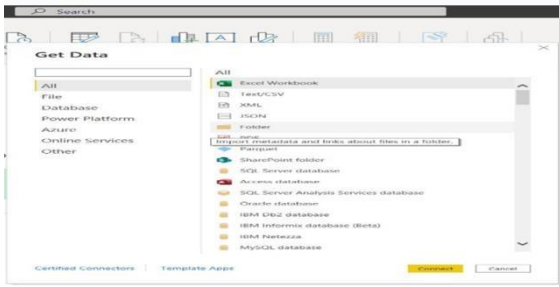 Search
Get Data
All
File
Database
Power Platform
Azure
Online Services
Other
All
Excel Workbook
Text/CSV
XML
JSON
Folder
Import metadata and links about files in a folder.
Parquet
SharePoint folder
SQL Server database
Access database
SQL Server Analysis Services database
Oracle database
IBM Db2 database
IBM Informix database (Beta)
IBM Netezza
MySQL database
Certified Connectors
Template Apps
Connect
Cancel